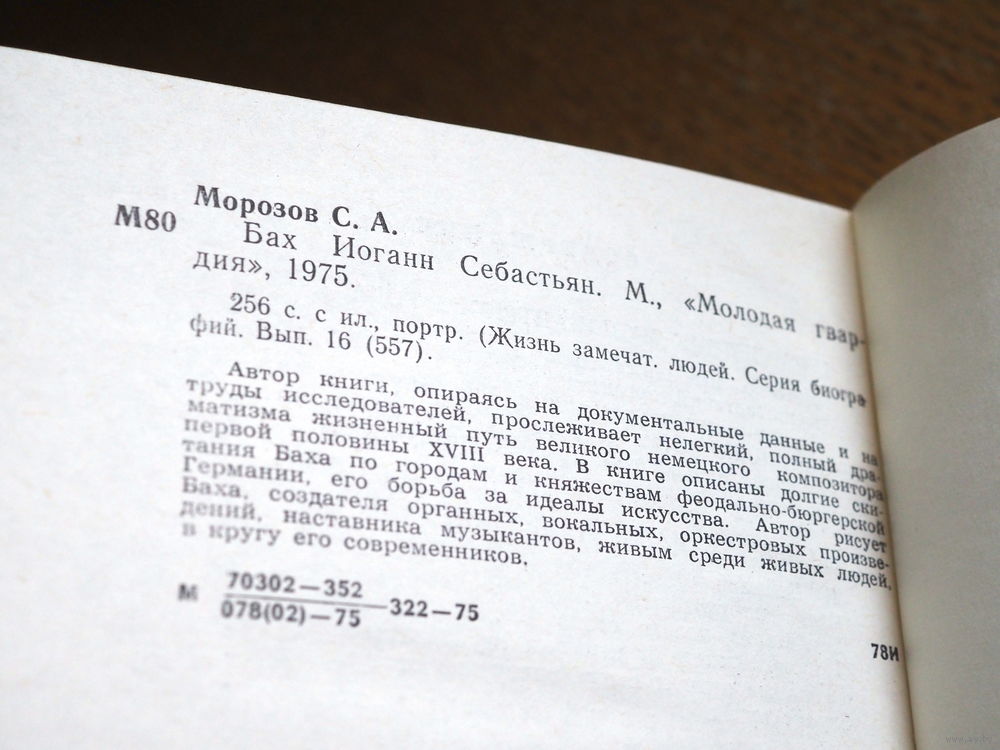 Морозов С. А.
М80
Бах Иоганн Себастьян. М., «Молодая гвар-
дия», 1975.
256 с. с ил., портр. (Жизнь замечат. людей. Серия биогра
фий. Вып. 16 (557).
Автор книги, опираясь на документальные данные и на
труды исследователей, прослеживает нелегкий, полный дра-
матизма жизненный путь великого немецкого композитора
первой половины XVIII века. В книге описаны долгие ски-
тания Баха по городам и княжествам феодально-бюргерской
Германии, его борьба за идеалы искусства. Автор рисует
Баха, создателя органных, вокальных, оркестровых произве-
дений, наставника музыкантов, живым среди живых людей,
в кругу его современников.
70302—352
М 322—75
078(02)—75
78И